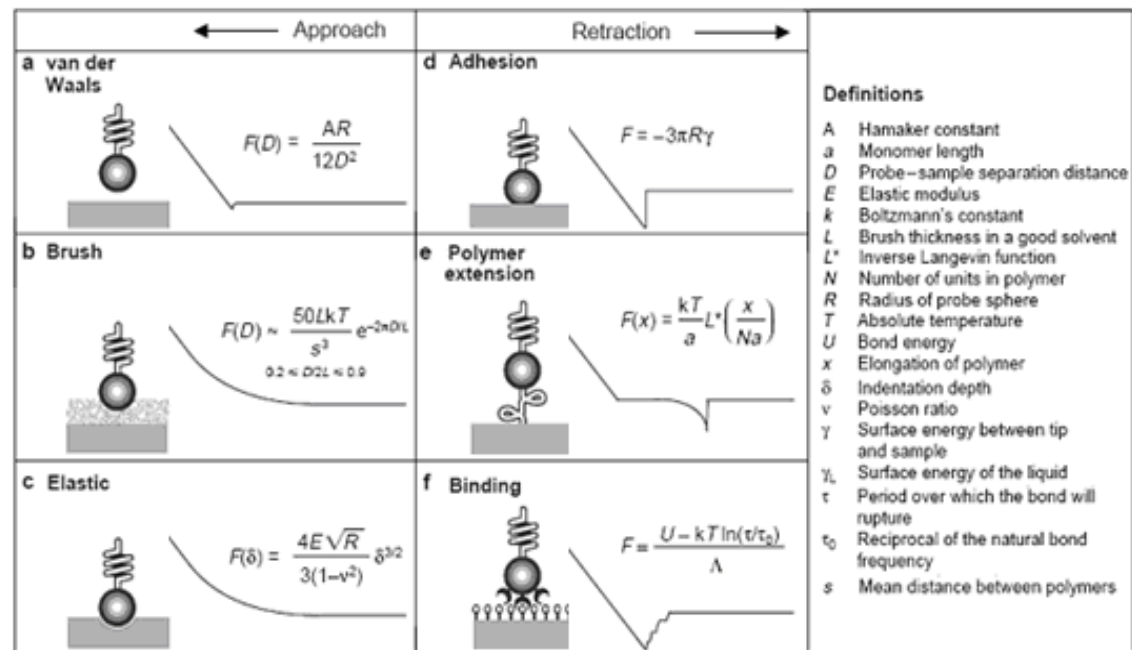 Approach
Retraction
a van der
Waals
F(D) = AR / 12D²
d Adhesion
F = −3πRγ
b Brush
F(D) ≈ 50LkT / s³ e^−2πD/L
0.2 ≤ D/2L ≤ 0.9
e Polymer
extension
F(x) = kT / a L* (x / Na)
c Elastic
F(δ) = 4E√R / 3(1–ν²) δ^3/2
f Binding
F = U – kT ln(τ/τ₀) / Λ
Definitions
A Hamaker constant
a Monomer length
D Probe–sample separation distance
E Elastic modulus
k Boltzmann's constant
L Brush thickness in a good solvent
L* Inverse Langevin function
N Number of units in polymer
R Radius of probe sphere
T Absolute temperature
U Bond energy
x Elongation of polymer
δ Indentation depth
ν Poisson ratio
γ Surface energy between tip
and sample
γL Surface energy of the liquid
τ Period over which the bond will
rupture
τ₀ Reciprocal of the natural bond
frequency
s Mean distance between polymers